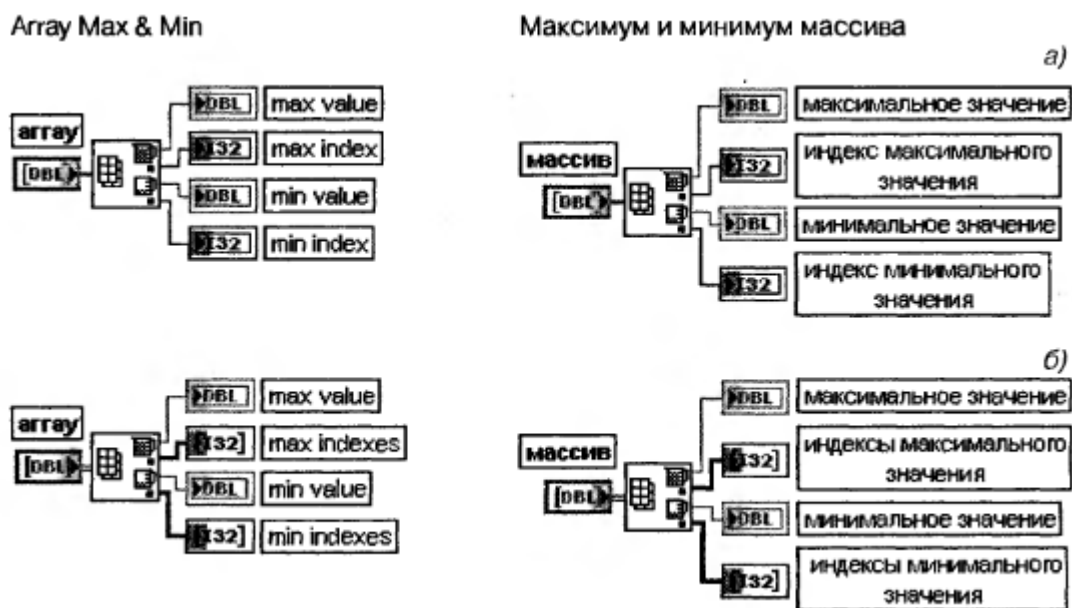 Array Max & Min
Максимум и минимум массива
а)
array
[DBL]
DBL
max value
I32
max index
DBL
min value
I32
min index
массив
[DBL]
DBL
максимальное значение
I32
индекс максимального
значения
DBL
минимальное значение
I32
индекс минимального
значения
б)
array
[DBL]
DBL
max value
[I32]
max indexes
DBL
min value
[I32]
min indexes
массив
[DBL]
DBL
максимальное значение
[I32]
индексы максимального
значения
DBL
минимальное значение
[I32]
индексы минимального
значения